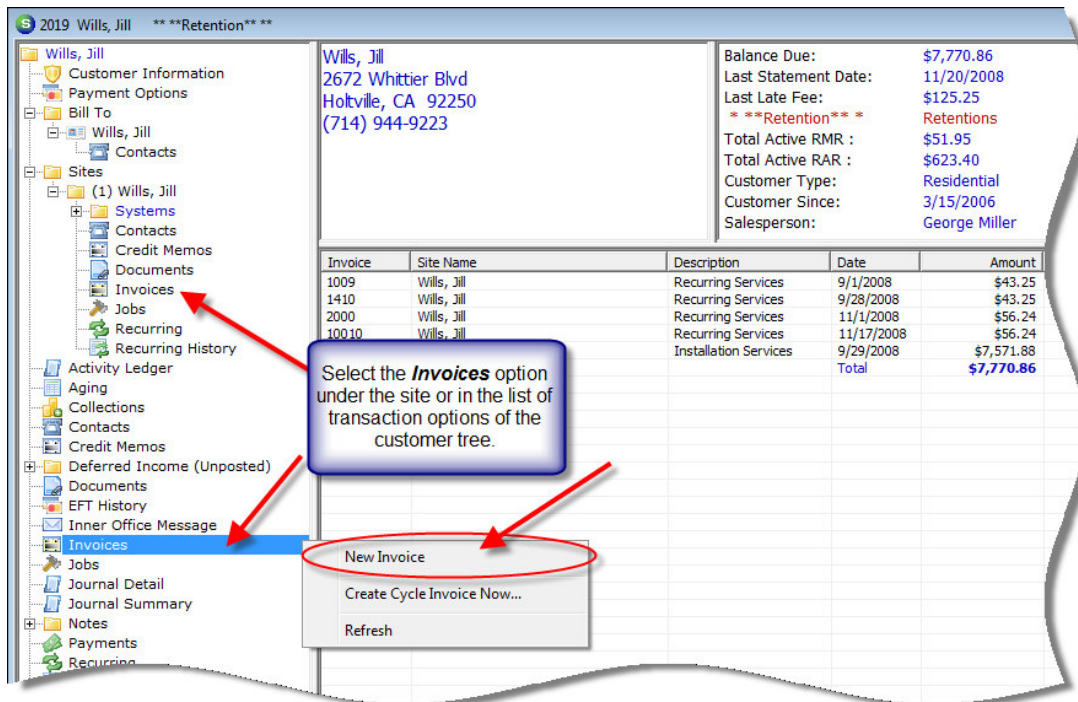 2019 Wills, Jill ** **Retention** **
Wills, Jill
Customer Information
Payment Options
Bill To
Wills, Jill
Contacts
Sites
(1) Wills, Jill
Systems
Contacts
Credit Memos
Documents
Invoices
Jobs
Recurring
Recurring History
Activity Ledger
Aging
Collections
Contacts
Credit Memos
Deferred Income (Unposted)
Documents
EFT History
Inner Office Message
Invoices
Jobs
Journal Detail
Journal Summary
Notes
Payments
Recurring
Wills, Jill
2672 Whittier Blvd
Holtville, CA 92250
(714) 944-9223
Balance Due: $7,770.86
Last Statement Date: 11/20/2008
Last Late Fee: $125.25
* **Retention** * Retentions
Total Active RMR : $51.95
Total Active RAR : $623.40
Customer Type: Residential
Customer Since: 3/15/2006
Salesperson: George Miller
Invoice Site Name Description Date Amount
1009 Wills, Jill Recurring Services 9/1/2008 $43.25
1410 Wills, Jill Recurring Services 9/28/2008 $43.25
2000 Wills, Jill Recurring Services 11/1/2008 $56.24
10010 Wills, Jill Recurring Services 11/17/2008 $56.24
Installation Services 9/29/2008 $7,571.88
Total $7,770.86
Select the Invoices option
under the site or in the list of
transaction options of the
customer tree.
New Invoice
Create Cycle Invoice Now...
Refresh